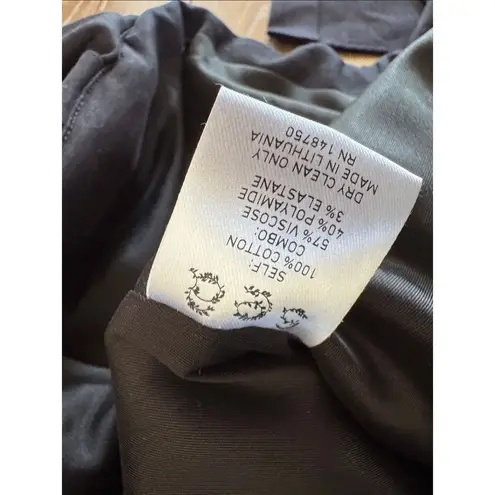 SELF:
100% COTTON
COMBO:
57% VISCOSE
40% POLYAMIDE
3% ELASTANE
DRY CLEAN ONLY
MADE IN LITHUANIA
RN 148750